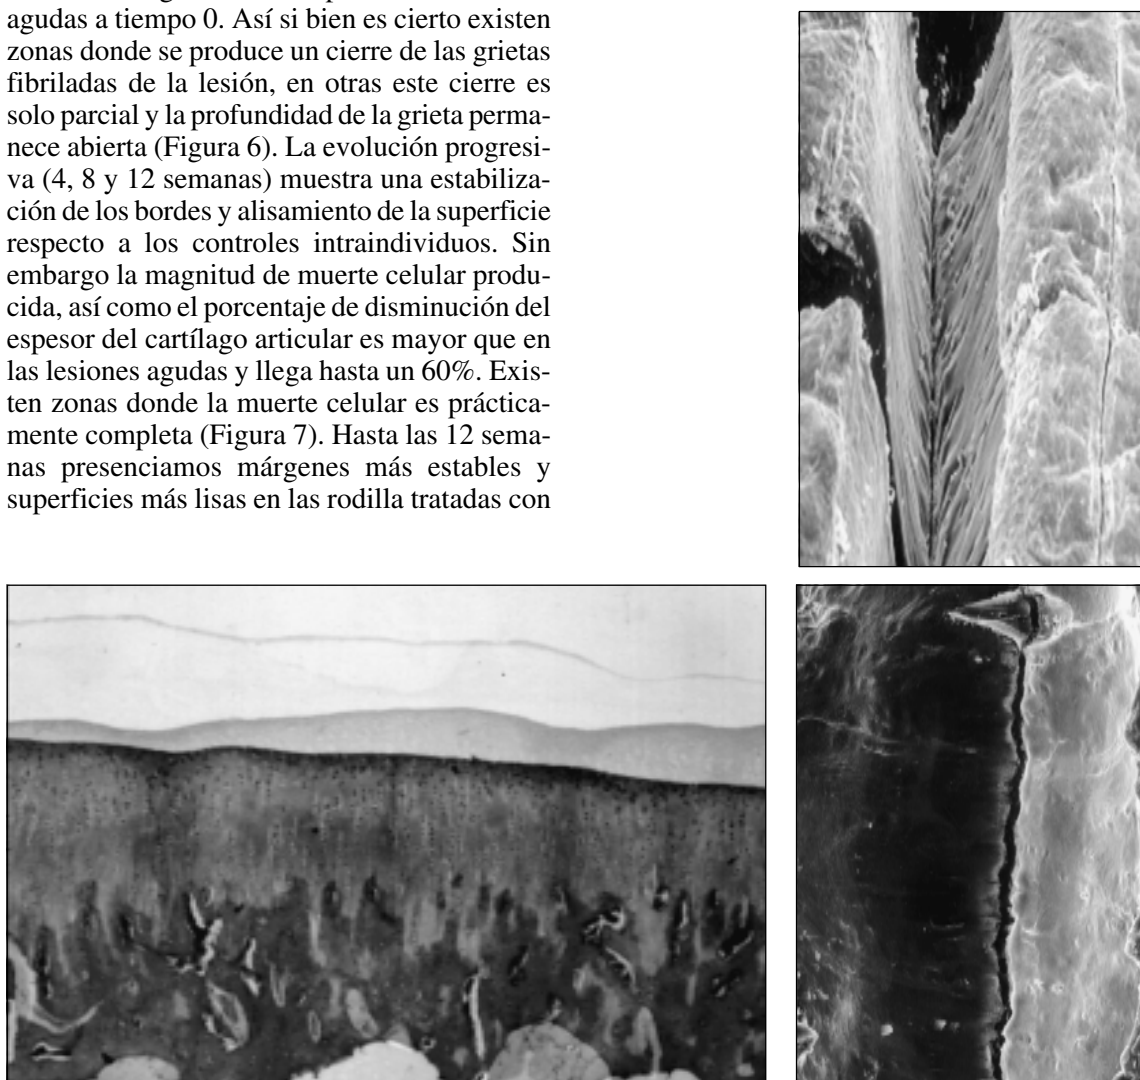 agudas a tiempo 0. Así si bien es cierto existen
zonas donde se produce un cierre de las grietas
fibriladas de la lesión, en otras este cierre es
solo parcial y la profundidad de la grieta perma-
nece abierta (Figura 6). La evolución progresi-
va (4, 8 y 12 semanas) muestra una estabiliza-
ción de los bordes y alisamiento de la superficie
respecto a los controles intraindividuos. Sin
embargo la magnitud de muerte celular produ-
cida, así como el porcentaje de disminución del
espesor del cartílago articular es mayor que en
las lesiones agudas y llega hasta un 60%. Exis-
ten zonas donde la muerte celular es práctica-
mente completa (Figura 7). Hasta las 12 sema-
nas presenciamos márgenes más estables y
superficies más lisas en las rodilla tratadas con